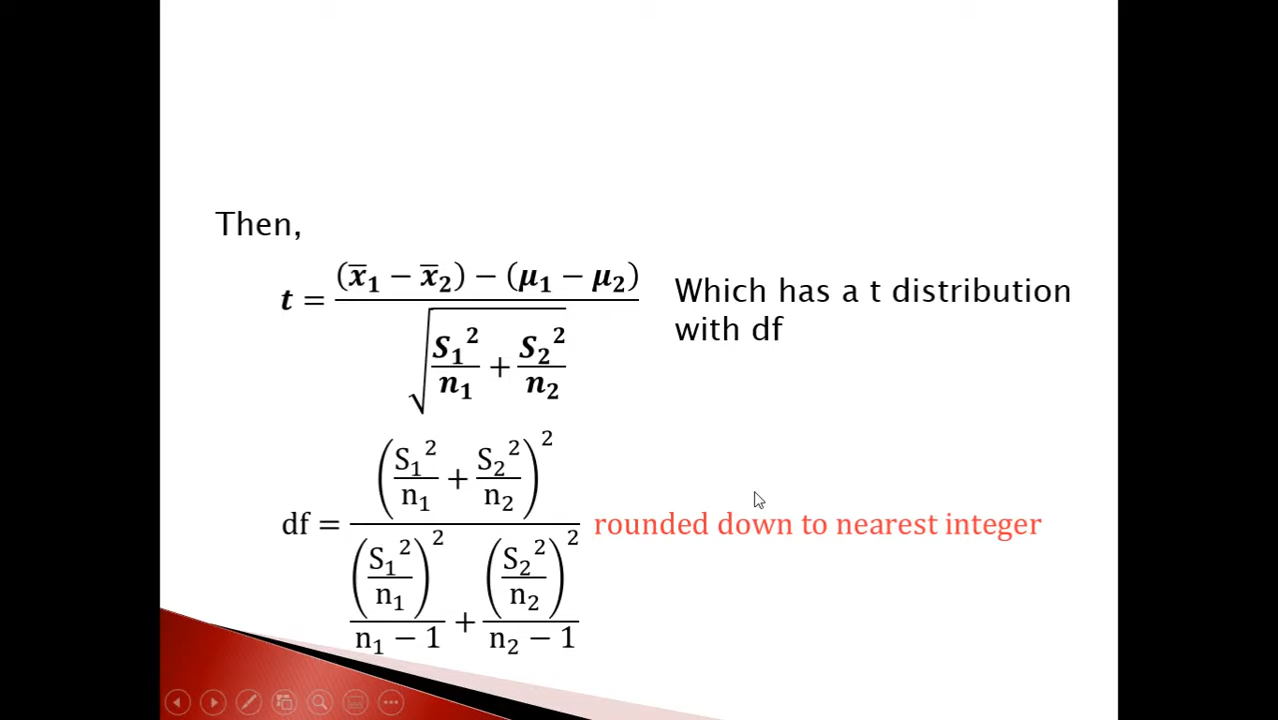 Then,
t = ((x̅₁ − x̅₂) − (μ₁ − μ₂)) / √(S₁²/n₁ + S₂²/n₂)
Which has a t distribution
with df
df = (S₁²/n₁ + S₂²/n₂)² / ((S₁²/n₁)²/(n₁ − 1) + (S₂²/n₂)²/(n₂ − 1))
rounded down to nearest integer